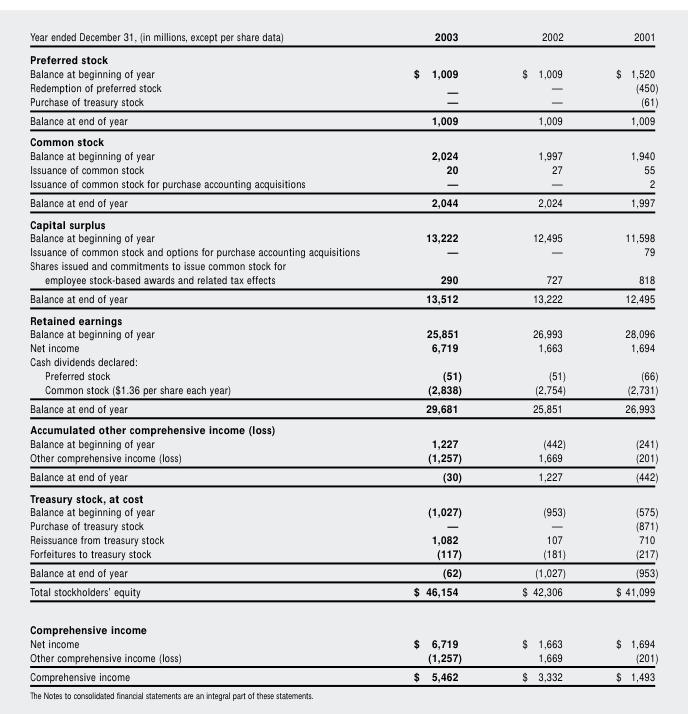 Year ended December 31, (in millions, except per share data) 2003 2002 2001
Preferred stock
Balance at beginning of year $ 1,009 $ 1,009 $ 1,520
Redemption of preferred stock — — (450)
Purchase of treasury stock — — (61)
Balance at end of year 1,009 1,009 1,009
Common stock
Balance at beginning of year 2,024 1,997 1,940
Issuance of common stock 20 27 55
Issuance of common stock for purchase accounting acquisitions — — 2
Balance at end of year 2,044 2,024 1,997
Capital surplus
Balance at beginning of year 13,222 12,495 11,598
Issuance of common stock and options for purchase accounting acquisitions — — 79
Shares issued and commitments to issue common stock for
employee stock-based awards and related tax effects 290 727 818
Balance at end of year 13,512 13,222 12,495
Retained earnings
Balance at beginning of year 25,851 26,993 28,096
Net income 6,719 1,663 1,694
Cash dividends declared:
Preferred stock (51) (51) (66)
Common stock ($1.36 per share each year) (2,838) (2,754) (2,731)
Balance at end of year 29,681 25,851 26,993
Accumulated other comprehensive income (loss)
Balance at beginning of year 1,227 (442) (241)
Other comprehensive income (loss) (1,257) 1,669 (201)
Balance at end of year (30) 1,227 (442)
Treasury stock, at cost
Balance at beginning of year (1,027) (953) (575)
Purchase of treasury stock — — (871)
Reissuance from treasury stock 1,082 107 710
Forfeitures to treasury stock (117) (181) (217)
Balance at end of year (62) (1,027) (953)
Total stockholders' equity $ 46,154 $ 42,306 $ 41,099
Comprehensive income
Net income $ 6,719 $ 1,663 $ 1,694
Other comprehensive income (loss) (1,257) 1,669 (201)
Comprehensive income $ 5,462 $ 3,332 $ 1,493
The Notes to consolidated financial statements are an integral part of these statements.